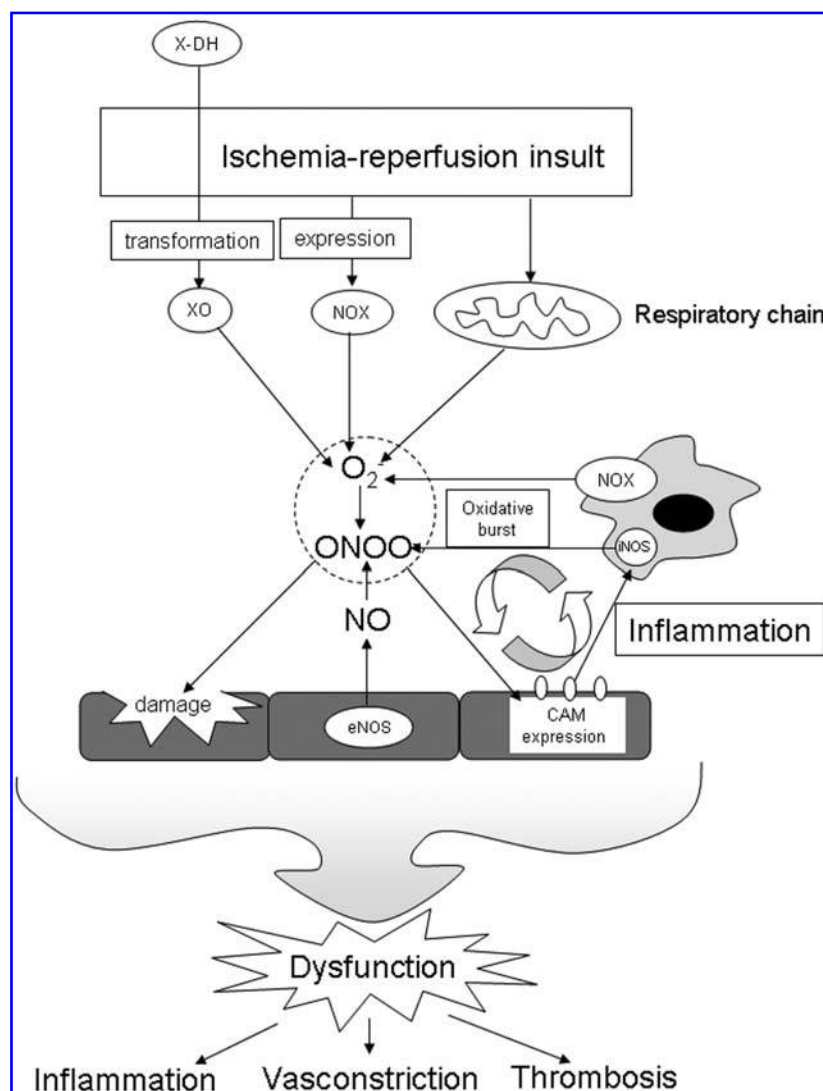 X-DH
Ischemia-reperfusion insult
transformation
expression
XO
NOX
Respiratory chain
O2-
NOX
Oxidative
burst
ONOO
iNOS
NO
Inflammation
damage
eNOS
CAM
expression
Dysfunction
Inflammation
Vasconstriction
Thrombosis